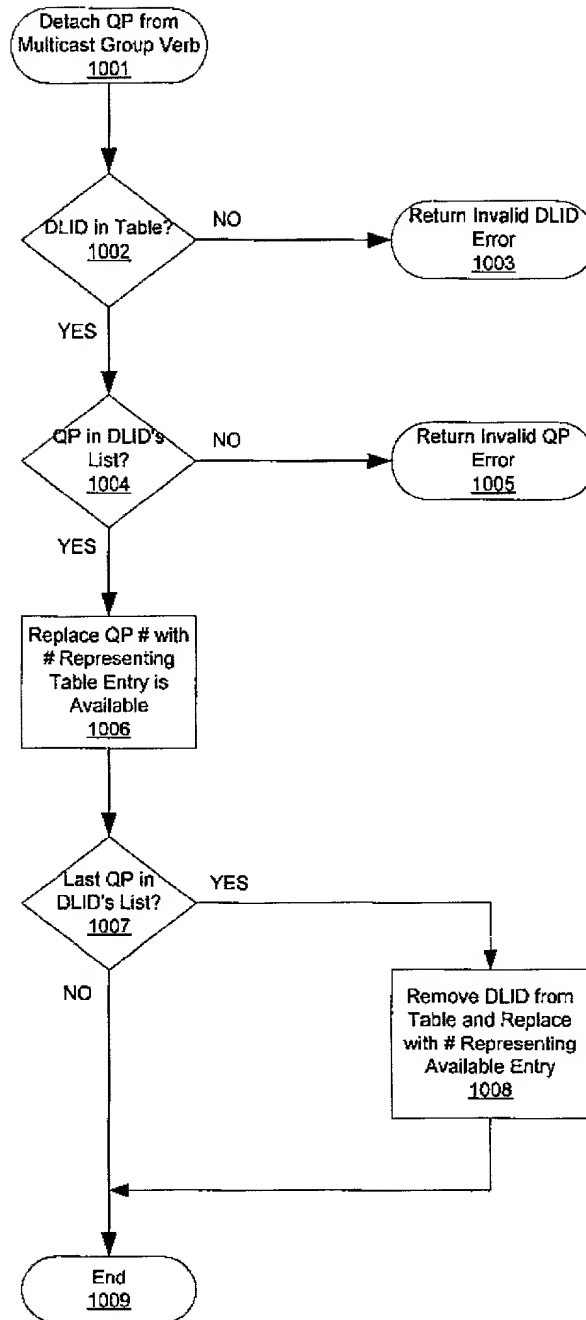 Detach QP from
Multicast Group Verb
1001
DLID in Table?
1002
NO
Return Invalid DLID
Error
1003
YES
QP in DLID's
List?
1004
NO
Return Invalid QP
Error
1005
YES
Replace QP # with
# Representing
Table Entry is
Available
1006
Last QP in
DLID's List?
1007
YES
NO
Remove DLID from
Table and Replace
with # Representing
Available Entry
1008
End
1009